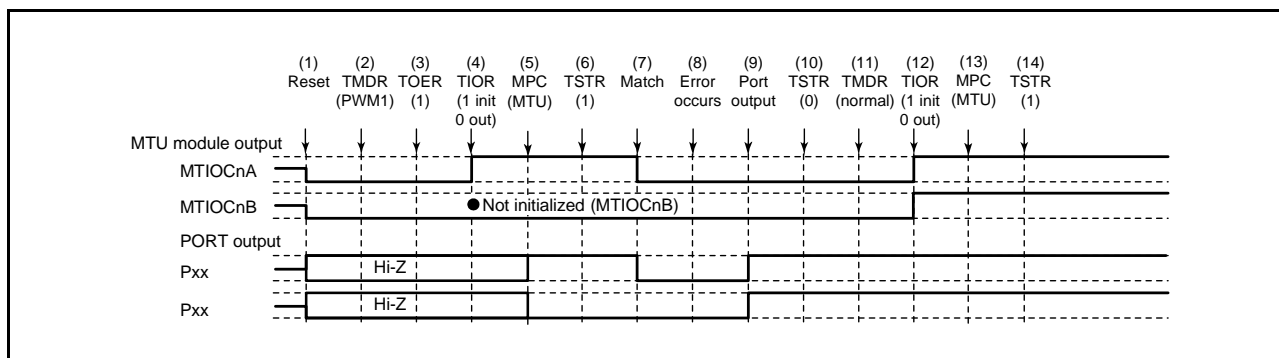 (1) (2) (3) (4) (5) (6) (7) (8) (9) (10) (11) (12) (13) (14)
Reset TMDR TOER TIOR MPC TSTR Match Error Port TSTR TMDR TIOR MPC TSTR
(PWM1) (1) (1 init (MTU) (1) occurs output (0) (normal) (1 init (MTU) (1)
0 out) 0 out)
MTU module output
MTIOCnA
MTIOCnB Not initialized (MTIOCnB)
PORT output
Pxx Hi-Z
Pxx Hi-Z